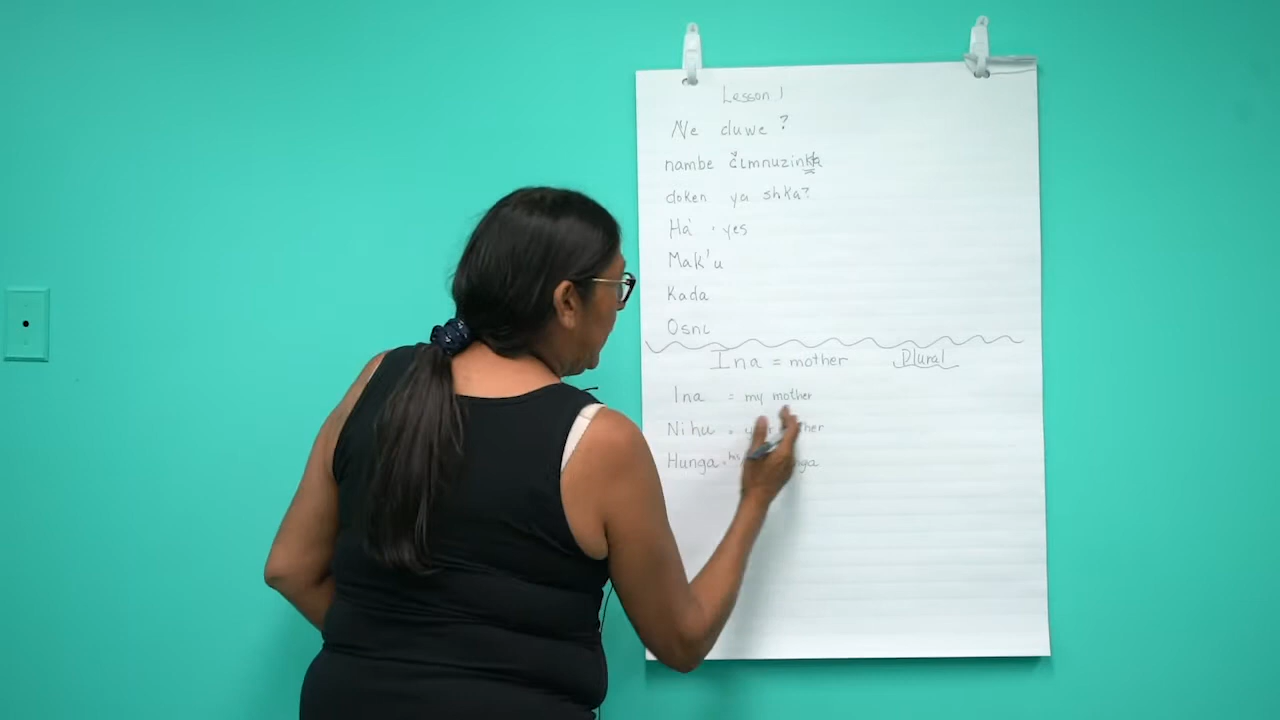 Lesson 1
Ne duwe ?
nambe
doken ya shka?
Ha · yes
Mak'u
Kada
Osni
Ina = mother Plural
Ina = my mother
Nihu =
Hunga · his